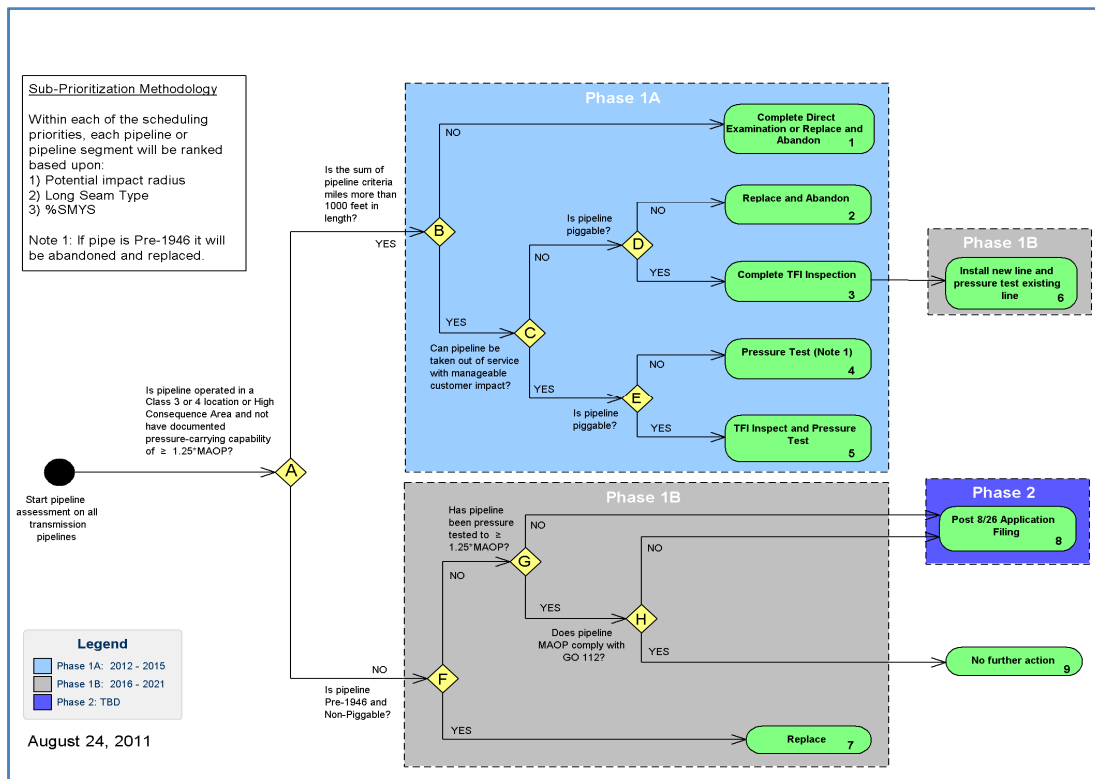 Sub-Prioritization Methodology
Within each of the scheduling
priorities, each pipeline or
pipeline segment will be ranked
based upon:
1) Potential impact radius
2) Long Seam Type
3) %SMYS
Note 1: If pipe is Pre-1946 it will
be abandoned and replaced.
Phase 1A
NO
Complete Direct
Examination or Replace and
Abandon
1
Is the sum of
pipeline criteria
miles more than
1000 feet in
length?
B
YES
Is pipeline
piggable?
NO
Replace and Abandon
2
D
NO
YES
Complete TFI Inspection
3
Phase 1B
Install new line and
pressure test existing
line
6
YES
C
Can pipeline be
taken out of service
with manageable
customer impact?
YES
NO
Pressure Test (Note 1)
4
E
Is pipeline
piggable?
YES
TFI Inspect and Pressure
Test
5
Is pipeline operated in a
Class 3 or 4 location or High
Consequence Area and not
have documented
pressure-carrying capability
of ≥ 1.25*MAOP?
A
Start pipeline
assessment on all
transmission
pipelines
Phase 1B
Has pipeline
been pressure
tested to ≥
1.25*MAOP?
NO
G
NO
YES
Does pipeline
MAOP comply with
GO 112?
NO
H
YES
Phase 2
Post 8/26 Application
Filing
8
No further action
9
NO
F
Is pipeline
Pre-1946 and
Non-Piggable?
YES
Replace
7
Legend
Phase 1A: 2012 - 2015
Phase 1B: 2016 - 2021
Phase 2: TBD
August 24, 2011